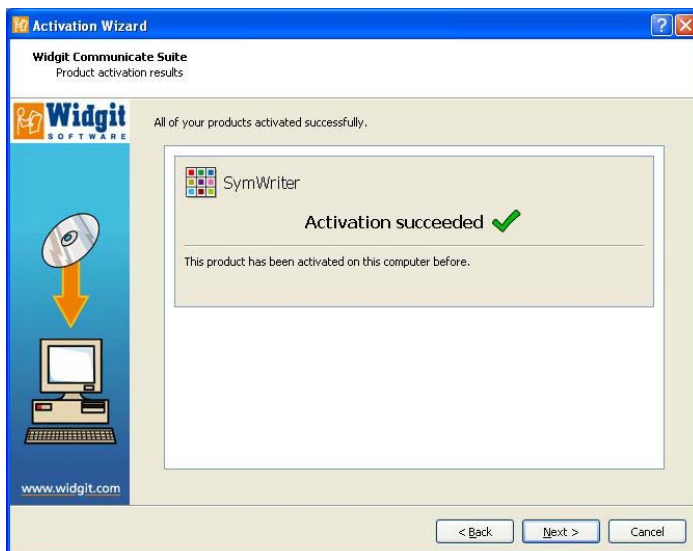 Activation Wizard
Widgit Communicate Suite
Product activation results
Widgit
SOFTWARE
All of your products activated successfully.
SymWriter
Activation succeeded
This product has been activated on this computer before.
www.widgit.com
< Back
Next >
Cancel